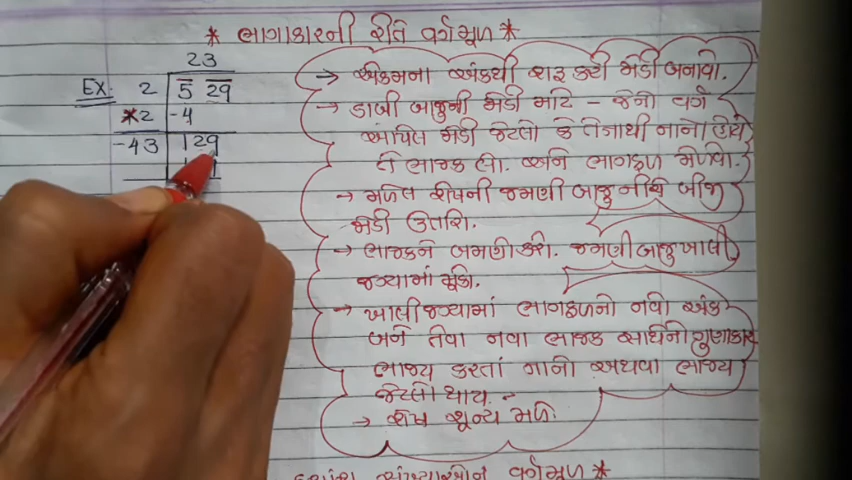 * ભાગાકારની રીતે વર્ગમૂળ *
23
Ex. 2 5 29
*2 -4
-43 129
→ એકમના અંકથી શરૂ કરી જોડી બનાવો.
→ ડાબી બાજુની જોડી માટે - જેનો વર્ગ
આપેલ જોડી જેટલો કે તેનાથી નાનો હોય
તે ભાજક લો. અને ભાગફળ મેળવો.
→ મળેલ શેષની જમણી બાજુ નીચે બીજી
જોડી ઉતારો.
→ ભાજકને બમણો કરો. જમણી બાજુ ખાલી
જગ્યામાં મૂકો.
→ ખાલી જગ્યામાં ભાગફળનો નવો અંક
બને તેવા નવા ભાજક સાથેનો ગુણાકાર
ભાજ્ય કરતાં નાનો અથવા ભાજ્ય
જેટલો થાય. -
→ શેષ શૂન્ય મળે.
સંખ્યાઓનું વર્ગમૂળ *